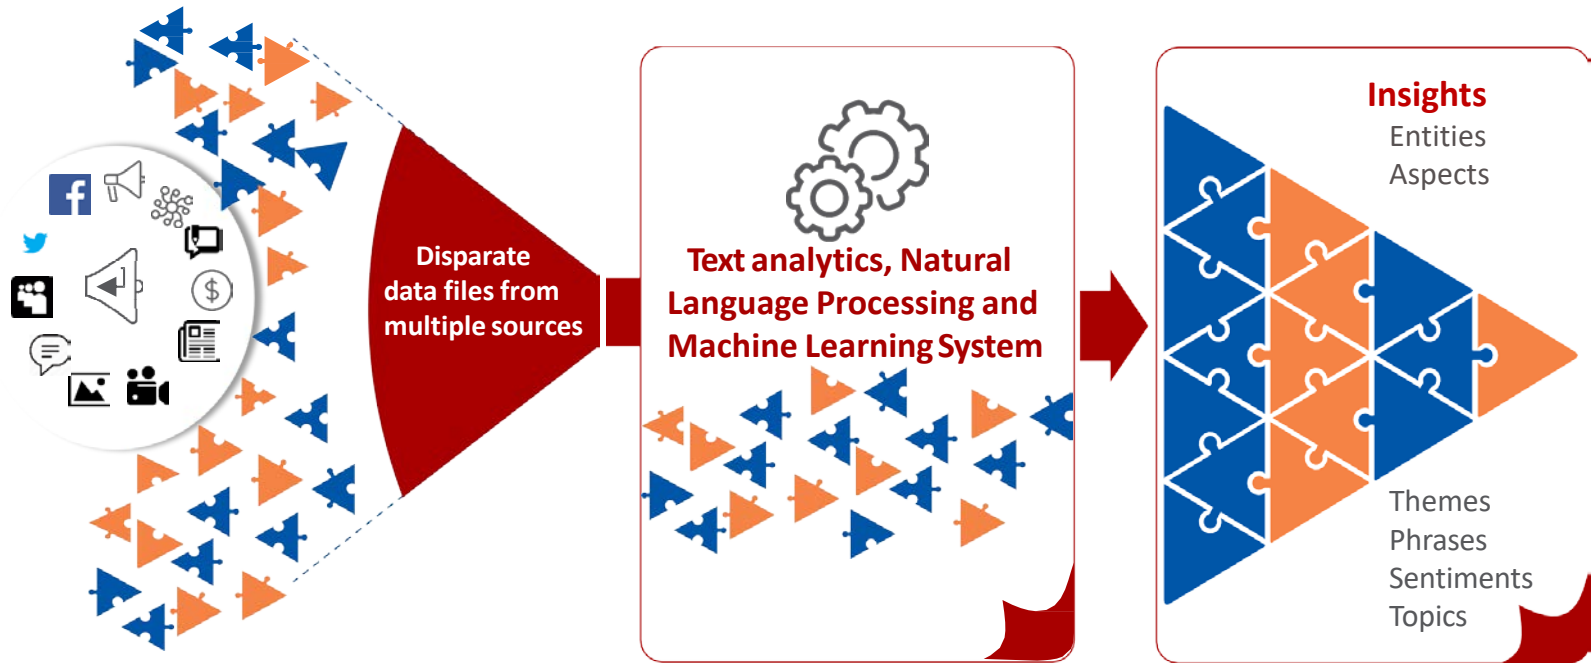 Disparate
data files from
multiple sources
Text analytics, Natural
Language Processing and
Machine Learning System
Insights
Entities
Aspects
Themes
Phrases
Sentiments
Topics